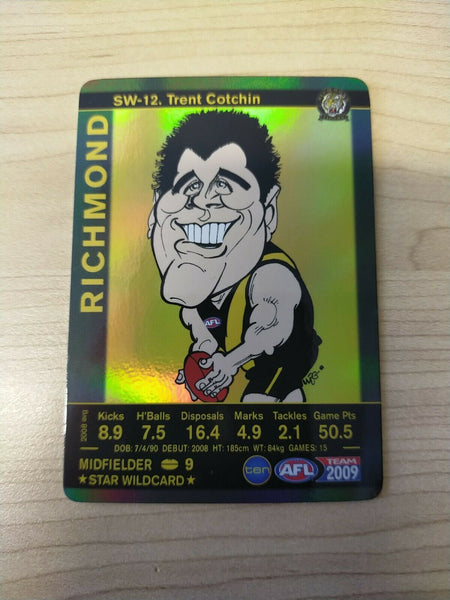 SW-12. Trent Cotchin
RICHMOND
AFL
2008 avg
Kicks H'Balls Disposals Marks Tackles Game Pts
8.9 7.5 16.4 4.9 2.1 50.5
DOB: 7/4/90 DEBUT: 2008 HT: 185cm WT: 84kg GAMES: 15
MIDFIELDER 9
★STAR WILDCARD★
ten
AFL
TEAM
2009